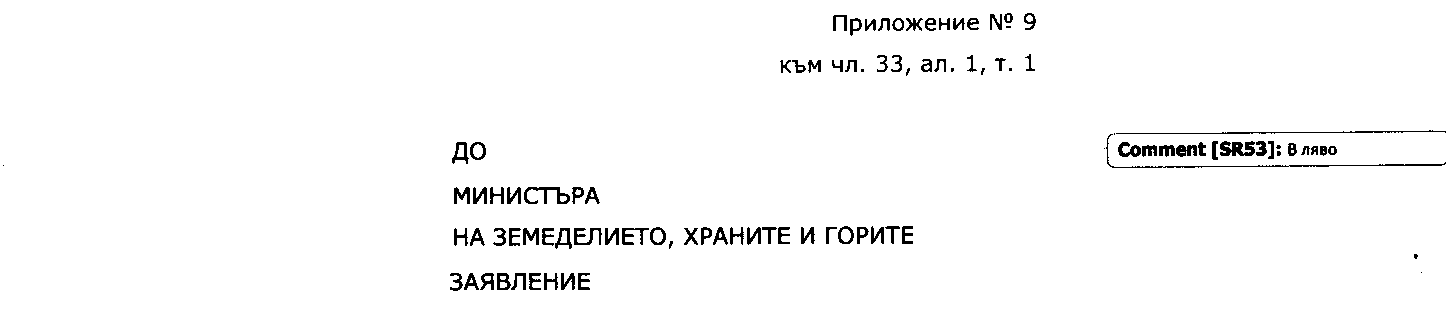 Приложение № 9
към чл. 33, ал. 1, т. 1
ДО
Comment [SR53]: В ляво
МИНИСТЪРА
НА ЗЕМЕДЕЛИЕТО, ХРАНИТЕ И ГОРИТЕ
ЗАЯВЛЕНИЕ